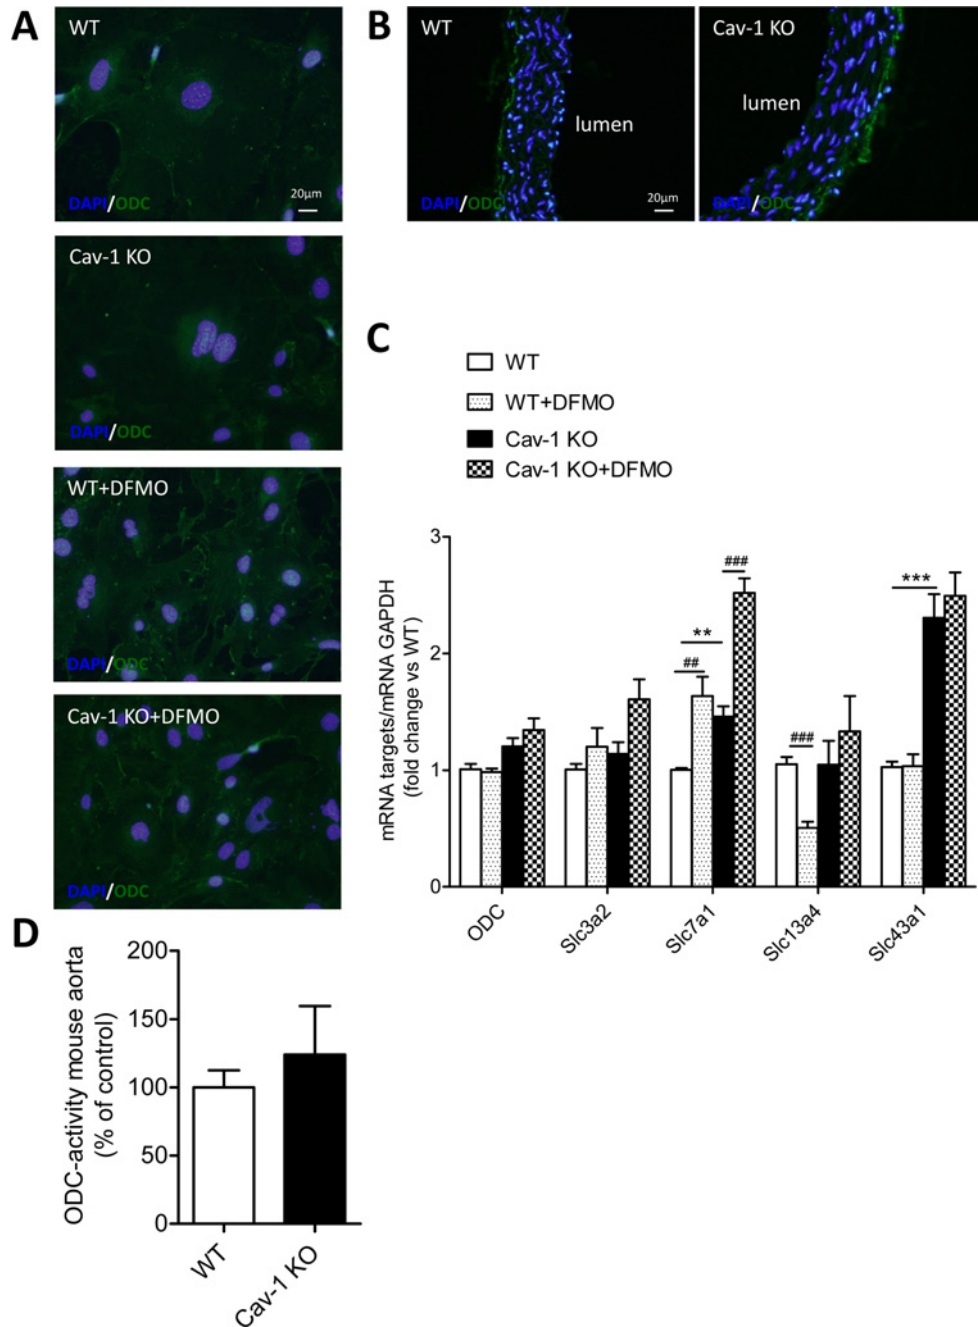 A
WT
20µm
DAPI/ODC
Cav-1 KO
DAPI/ODC
WT+DFMO
DAPI/ODC
Cav-1 KO+DFMO
DAPI/ODC
B
WT
lumen
20µm
DAPI/ODC
Cav-1 KO
lumen
DAPI/ODC
C
WT
WT+DFMO
Cav-1 KO
Cav-1 KO+DFMO
mRNA targets/mRNA GAPDH
(fold change vs WT)
3
2
1
0
##
**
###
###
***
ODC
Slc3a2
Slc7a1
Slc13a4
Slc43a1
D
ODC-activity mouse aorta
(% of control)
200
150
100
50
0
WT
Cav-1 KO